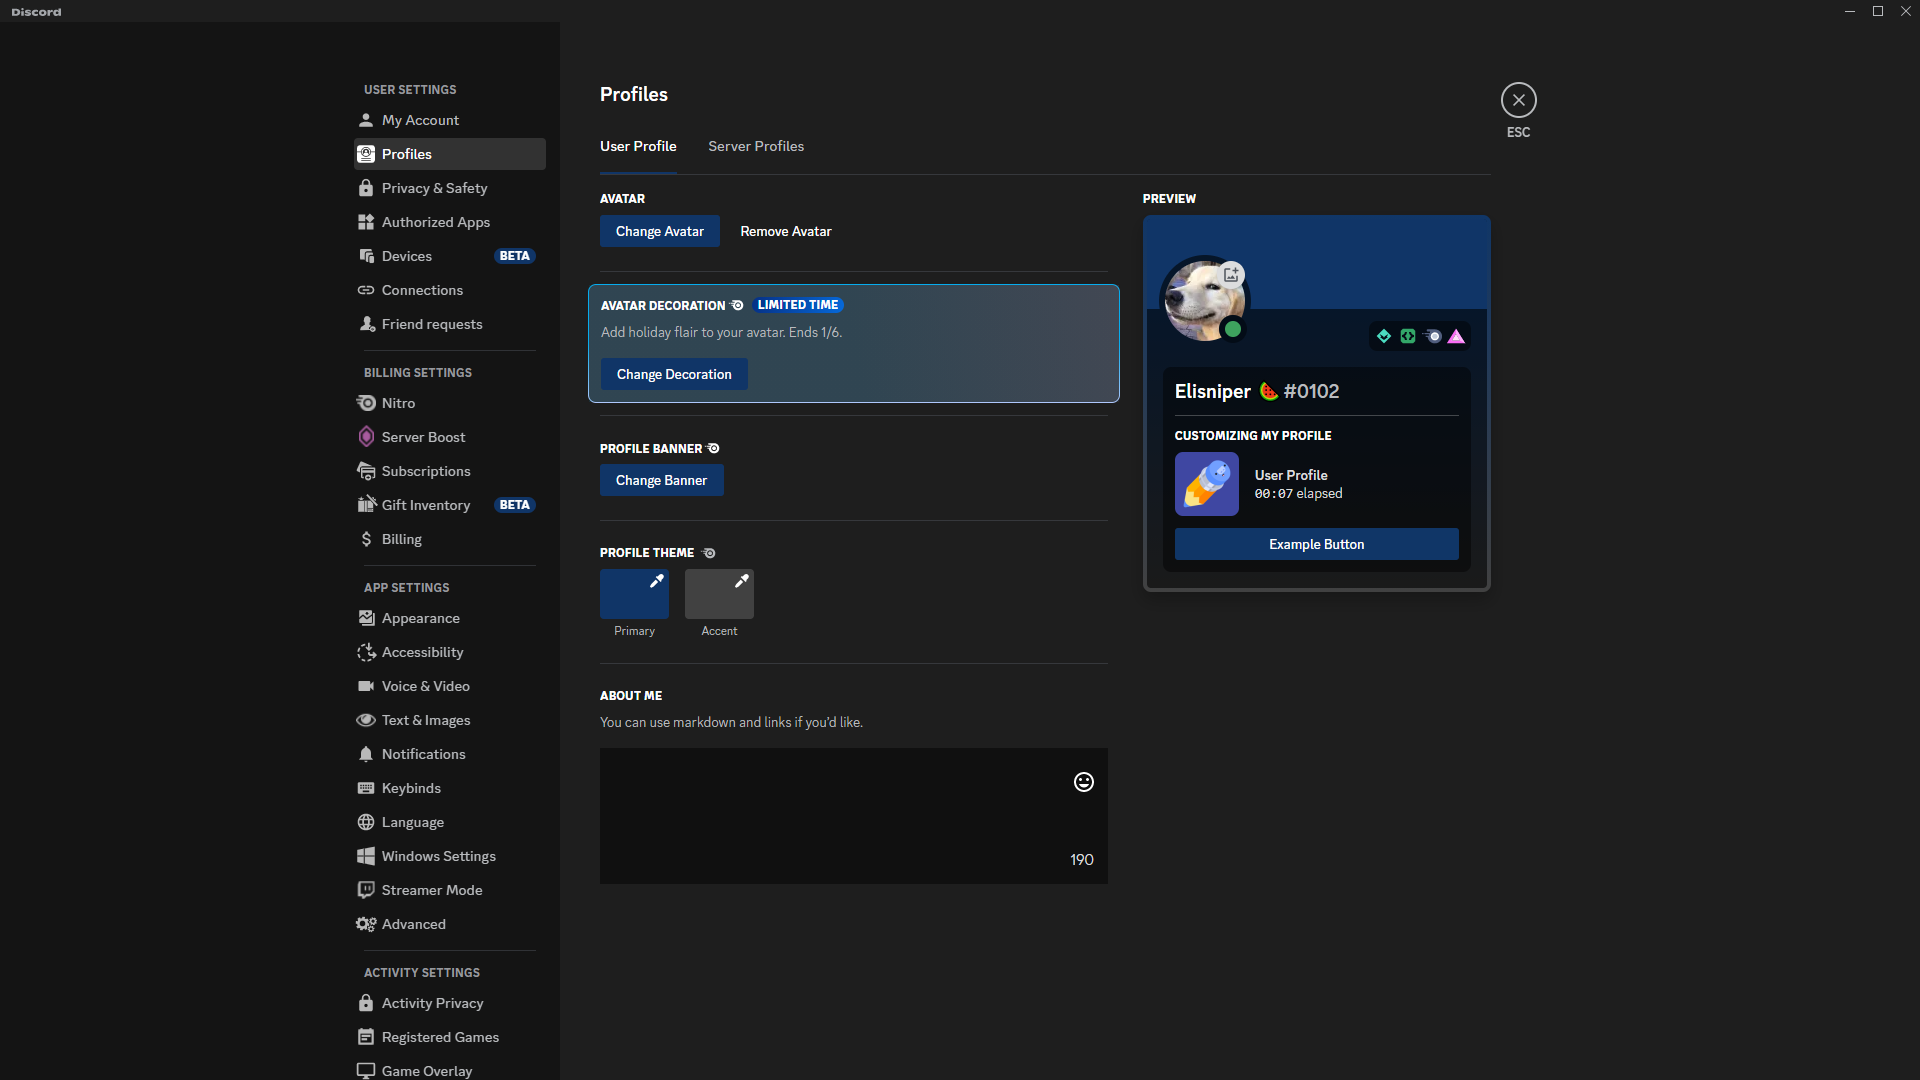 Discord
USER SETTINGS
My Account
Profiles
Privacy & Safety
Authorized Apps
Devices BETA
Connections
Friend requests
BILLING SETTINGS
Nitro
Server Boost
Subscriptions
Gift Inventory BETA
Billing
APP SETTINGS
Appearance
Accessibility
Voice & Video
Text & Images
Notifications
Keybinds
Language
Windows Settings
Streamer Mode
Advanced
ACTIVITY SETTINGS
Activity Privacy
Registered Games
Game Overlay
Profiles
User Profile Server Profiles
AVATAR
Change Avatar Remove Avatar
AVATAR DECORATION LIMITED TIME
Add holiday flair to your avatar. Ends 1/6.
Change Decoration
PROFILE BANNER
Change Banner
PROFILE THEME
Primary Accent
ABOUT ME
You can use markdown and links if you'd like.
190
PREVIEW
Elisniper 🍉 #0102
CUSTOMIZING MY PROFILE
User Profile
00:07 elapsed
Example Button
ESC